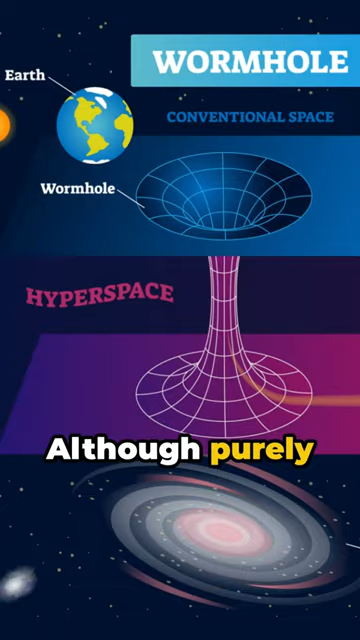 WORMHOLE
Earth
CONVENTIONAL SPACE
Wormhole
HYPERSPACE
Although purely